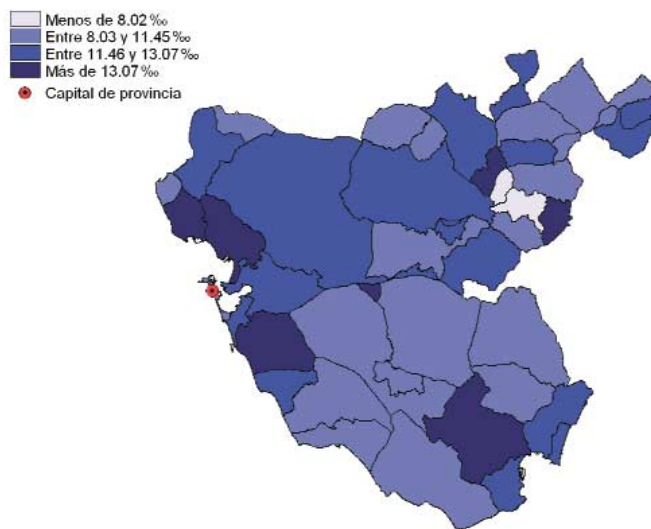 Menos de 8.02 ‰
Entre 8.03 y 11.45 ‰
Entre 11.46 y 13.07 ‰
Más de 13.07 ‰
Capital de provincia